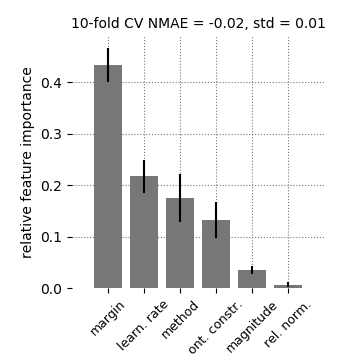 10-fold CV NMAE = -0.02, std = 0.01
relative feature importance
0.4
0.3
0.2
0.1
0.0
margin
learn. rate
method
ont. constr.
magnitude
rel. norm.